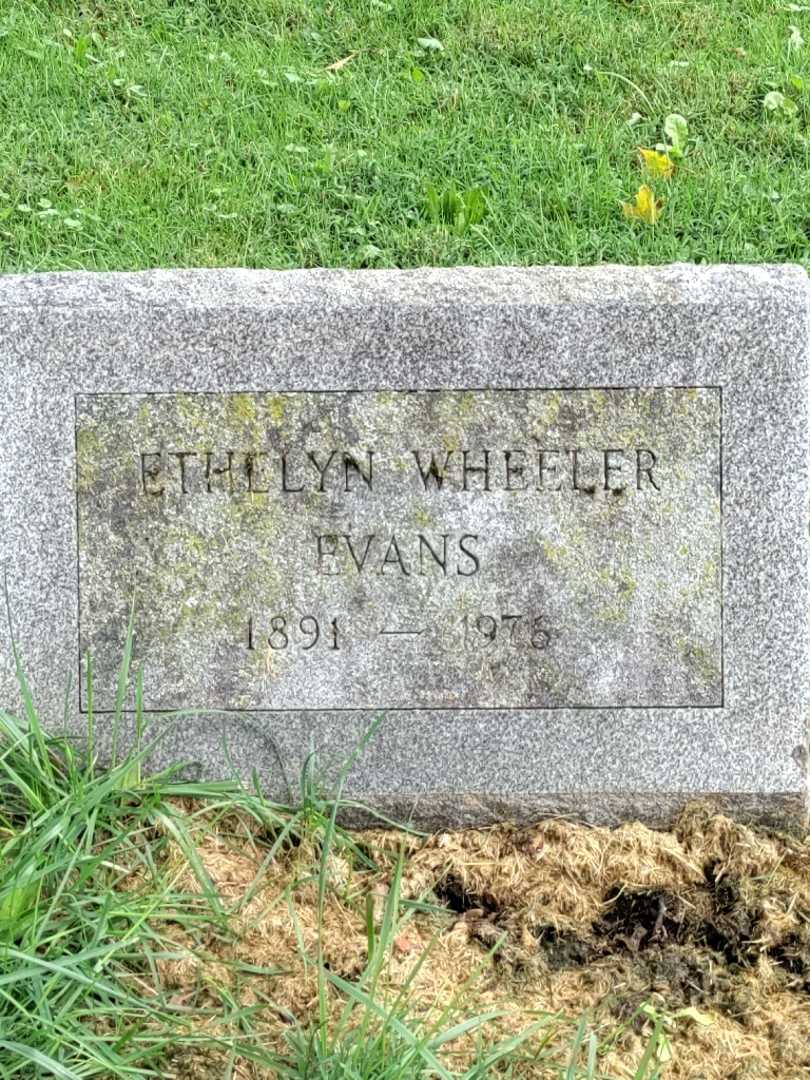 ETHELYN WHEELER
EVANS
1891 — 1976